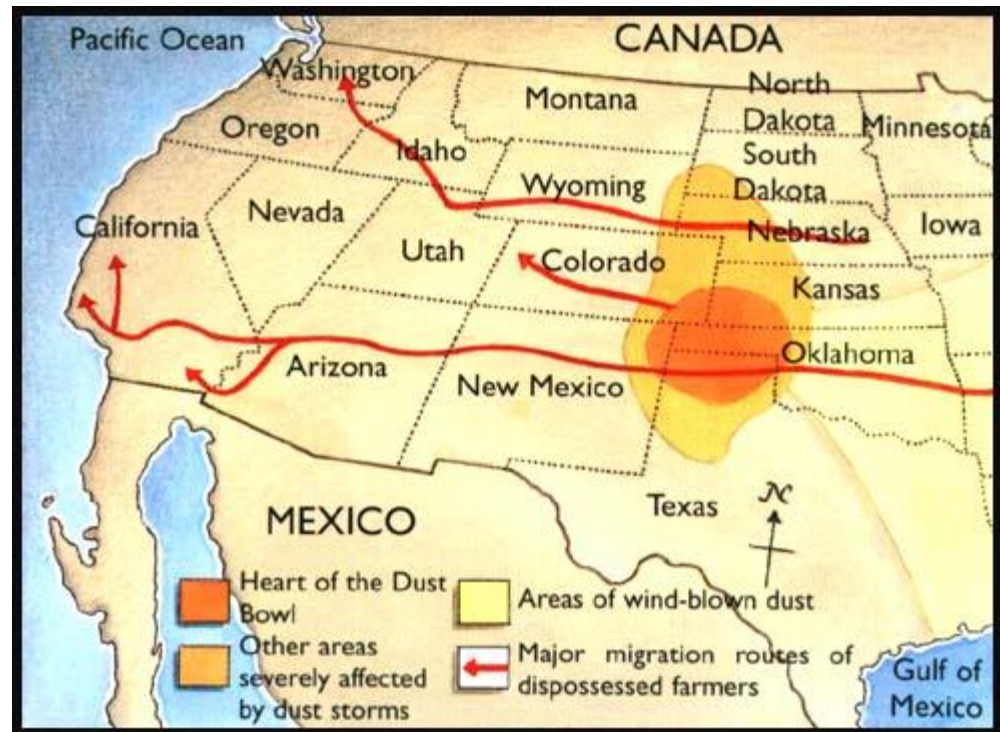 Pacific Ocean
CANADA
Washington
Montana
North
Dakota
Minnesota
Oregon
Idaho
South
Dakota
Wyoming
California
Nevada
Nebraska
Iowa
Utah
Colorado
Kansas
Arizona
Oklahoma
New Mexico
Texas
N
MEXICO
Heart of the Dust
Bowl
Other areas
severely affected
by dust storms
Areas of wind-blown dust
Major migration routes of
dispossessed farmers
Gulf of
Mexico